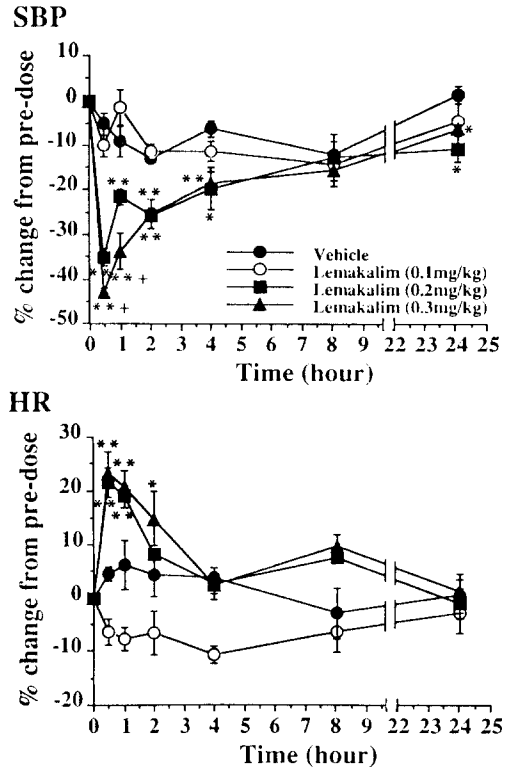 SBP
% change from pre-dose
10
0
-10
-20
-30
-40
-50
* *
* *
* *
* *
*
* * +
* * +
*
*
Vehicle
Lemakalim (0.1mg/kg)
Lemakalim (0.2mg/kg)
Lemakalim (0.3mg/kg)
0 1 2 3 4 5 6 7 8 9 22 23 24 25
Time (hour)
HR
% change from pre-dose
30
20
10
0
-10
-20
* *
* *
*
* *
* *
0 1 2 3 4 5 6 7 8 9 22 23 24 25
Time (hour)